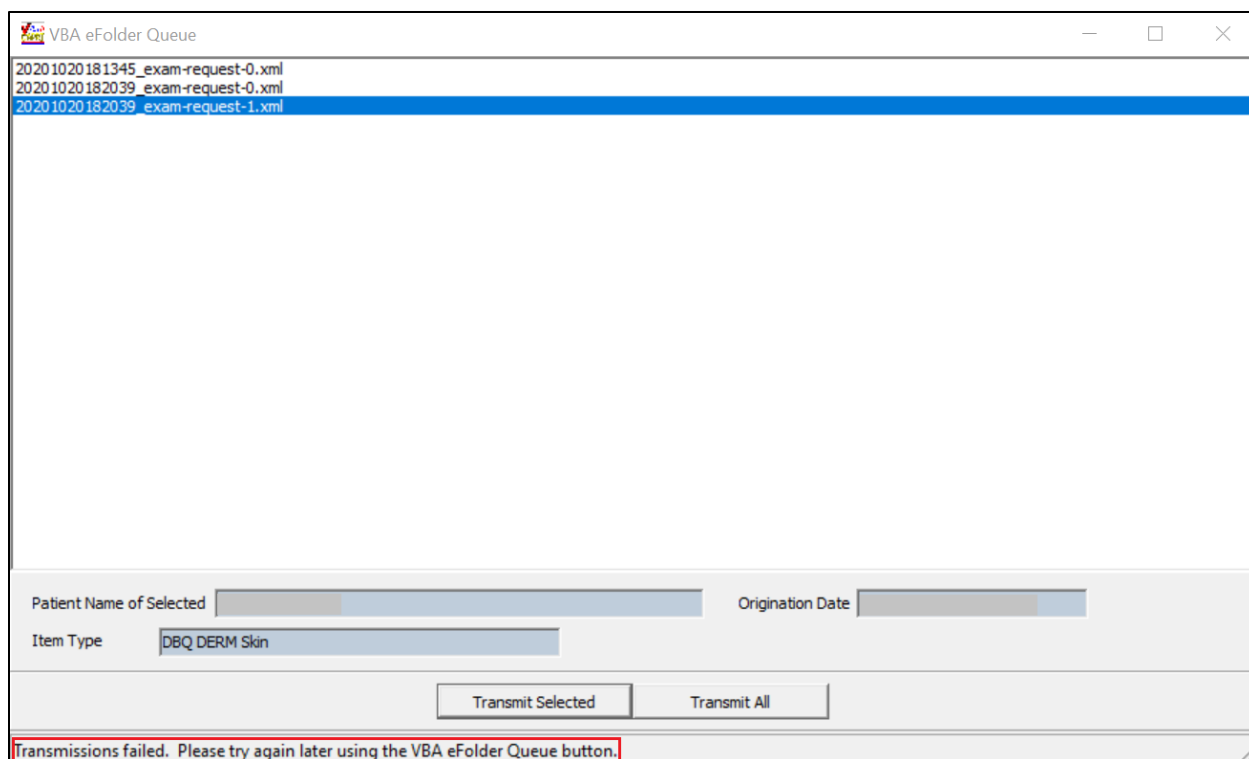 VBA eFolder Queue
20201020181345_exam-request-0.xml
20201020182039_exam-request-0.xml
20201020182039_exam-request-1.xml
Patient Name of Selected
Origination Date
Item Type
DBQ DERM Skin
Transmit Selected
Transmit All
Transmissions failed.  Please try again later using the VBA eFolder Queue button.